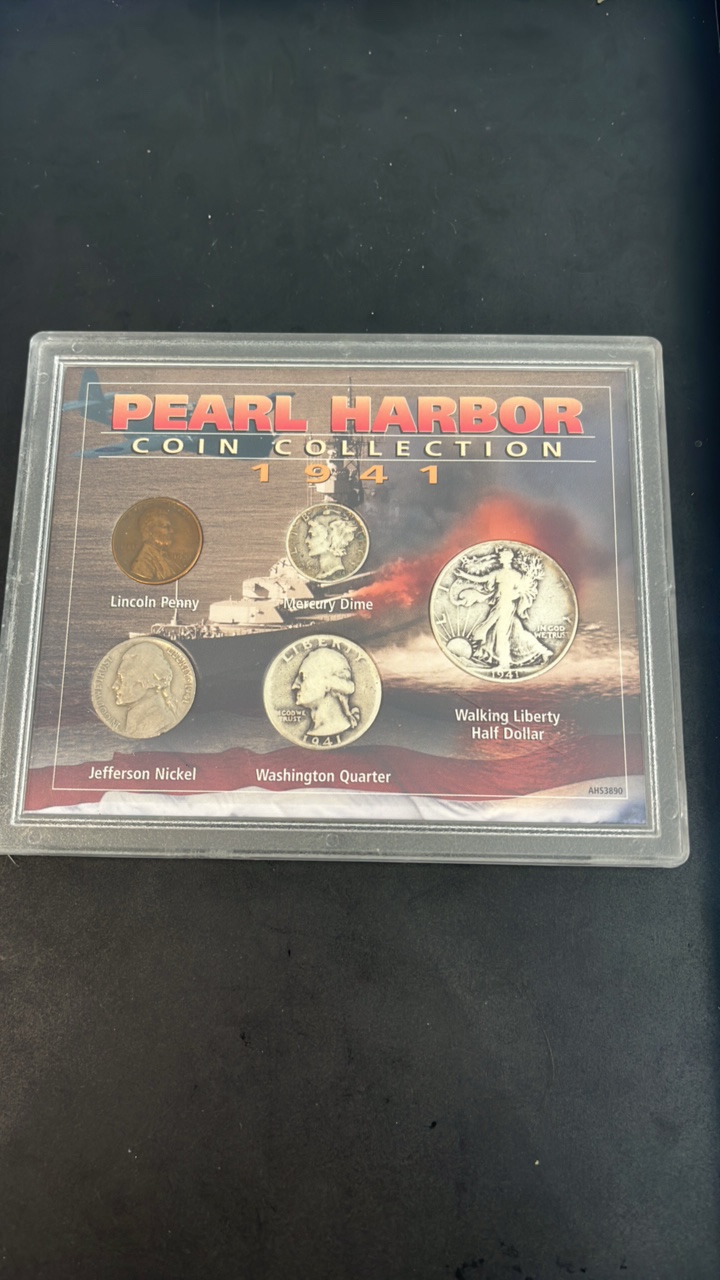 PEARL HARBOR
COIN COLLECTION
1941
Lincoln Penny
Mercury Dime
LIBERTY
IN GOD WE
TRUST
1941
IN GOD
WE TRUST
1941
Jefferson Nickel
Washington Quarter
Walking Liberty
Half Dollar
AHS3890